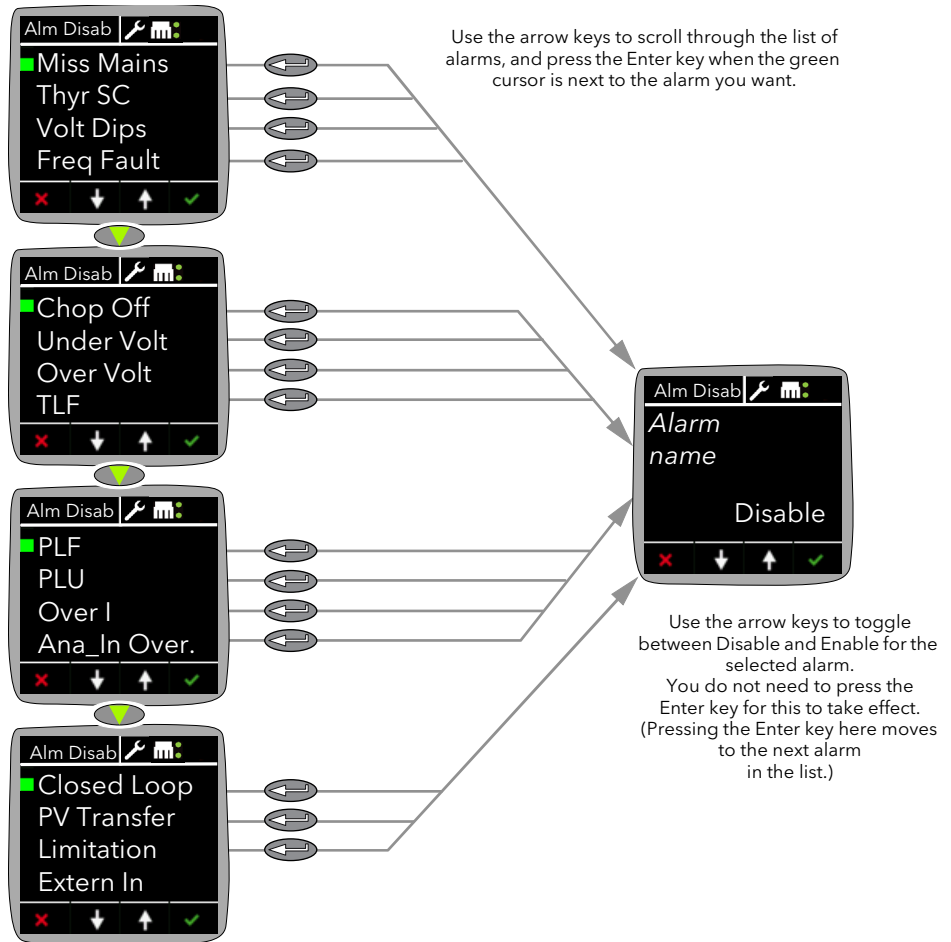 Alm Disab
Miss Mains
Thyr SC
Volt Dips
Freq Fault
Use the arrow keys to scroll through the list of
alarms, and press the Enter key when the green
cursor is next to the alarm you want.
Alm Disab
Chop Off
Under Volt
Over Volt
TLF
Alm Disab
PLF
PLU
Over I
Ana_In Over.
Alm Disab
Closed Loop
PV Transfer
Limitation
Extern In
Alm Disab
Alarm
name
Disable
Use the arrow keys to toggle
between Disable and Enable for the
selected alarm.
You do not need to press the
Enter key for this to take effect.
(Pressing the Enter key here moves
to the next alarm
in the list.)